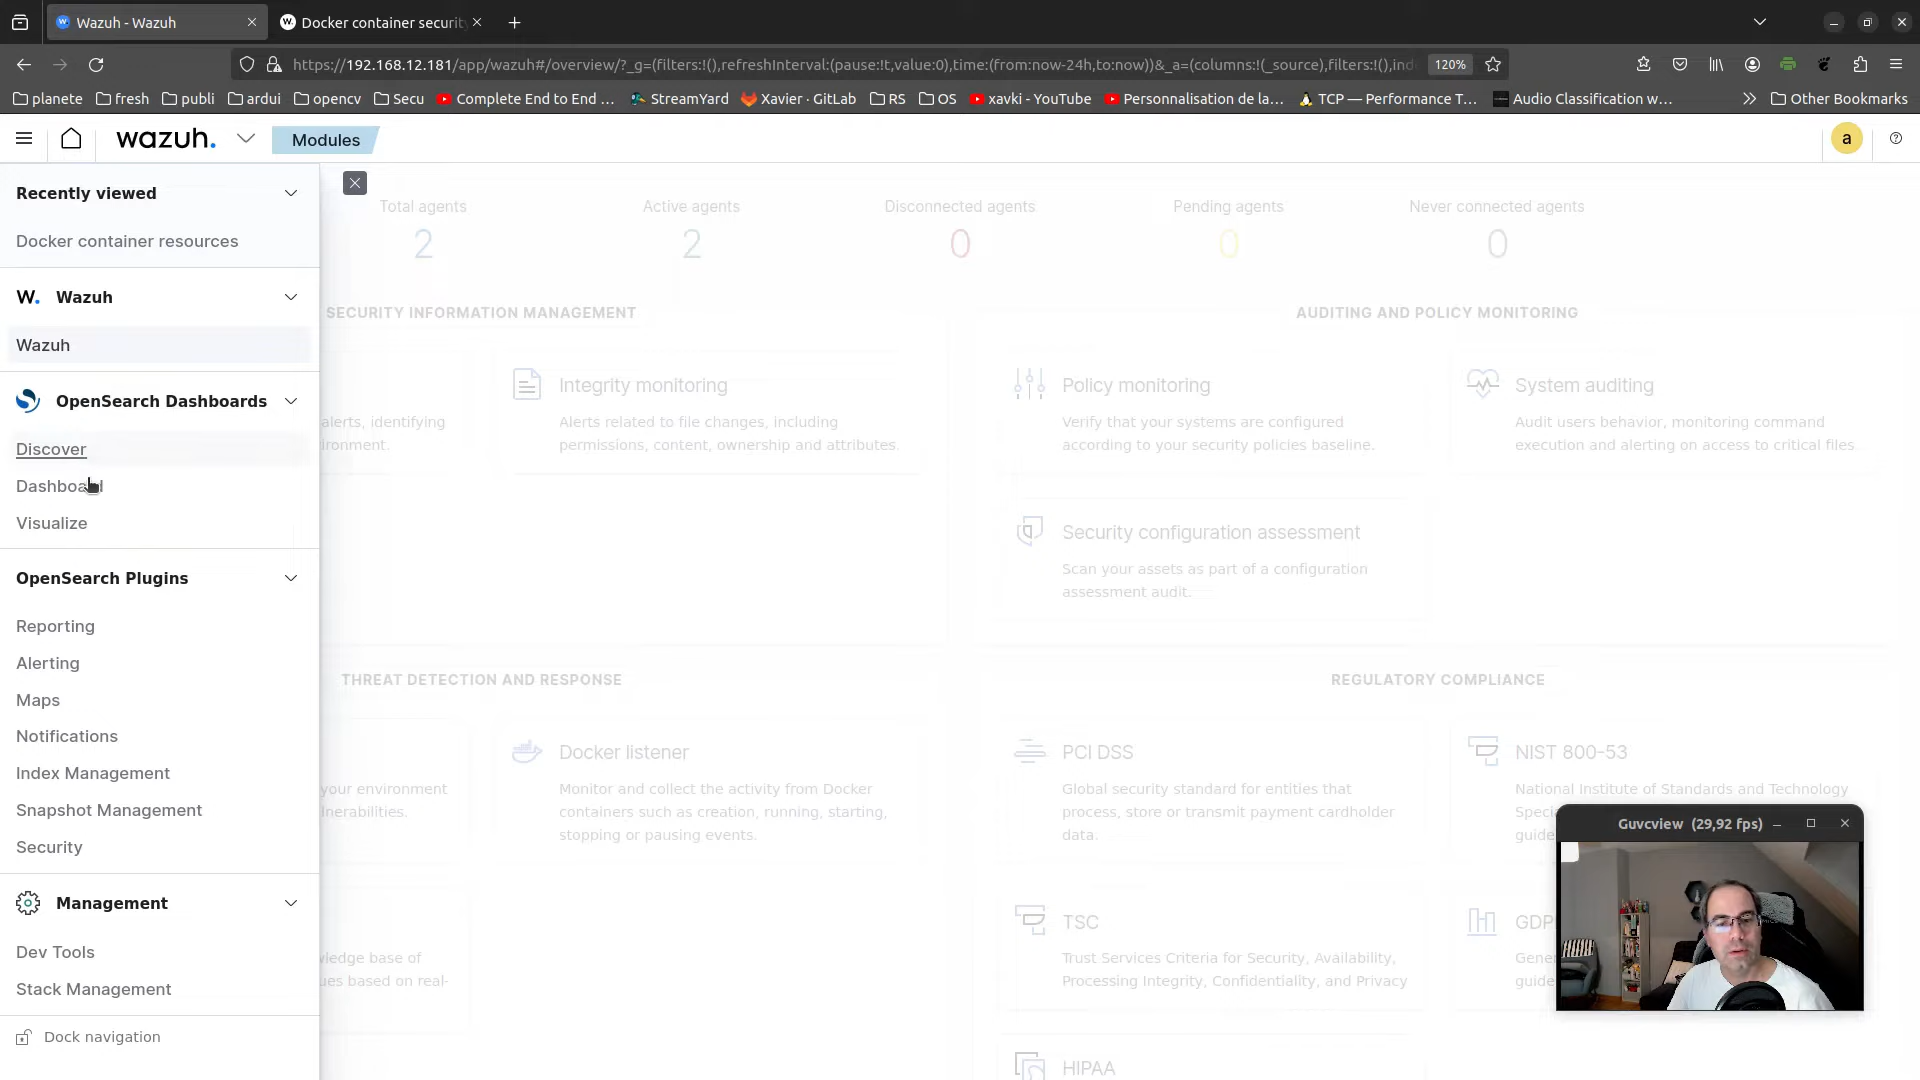 Wazuh - Wazuh
Docker container securit
https://192.168.12.181/app/wazuh#/overview/?_g=(filters:!(),refreshInterval:(pause:!t,value:0),time:(from:now-24h,to:now))&_a=(columns:!(_source),filters:!(),ind
120%
planete
fresh
publi
ardui
opencv
Secu
Complete End to End ...
StreamYard
Xavier · GitLab
RS
OS
xavki - YouTube
Personnalisation de la...
TCP — Performance T...
Audio Classification w...
Other Bookmarks
wazuh.
Modules
a
Recently viewed
Docker container resources
W. Wazuh
Wazuh
OpenSearch Dashboards
Discover
Dashboard
Visualize
OpenSearch Plugins
Reporting
Alerting
Maps
Notifications
Index Management
Snapshot Management
Security
Management
Dev Tools
Stack Management
Dock navigation
Total agents
2
Active agents
2
Disconnected agents
0
Pending agents
0
Never connected agents
0
SECURITY INFORMATION MANAGEMENT
alerts, identifying
ironment.
Integrity monitoring
Alerts related to file changes, including
permissions, content, ownership and attributes.
AUDITING AND POLICY MONITORING
Policy monitoring
Verify that your systems are configured
according to your security policies baseline.
System auditing
Audit users behavior, monitoring command
execution and alerting on access to critical files.
Security configuration assessment
Scan your assets as part of a configuration
assessment audit.
THREAT DETECTION AND RESPONSE
your environment
lnerabilities.
Docker listener
Monitor and collect the activity from Docker
containers such as creation, running, starting,
stopping or pausing events.
wledge base of
ues based on real-
REGULATORY COMPLIANCE
PCI DSS
Global security standard for entities that
process, store or transmit payment cardholder
data.
NIST 800-53
National Institute of Standards and Technology
Speci
guide
TSC
Trust Services Criteria for Security, Availability,
Processing Integrity, Confidentiality, and Privacy
GDP
Gene
guide
HIPAA
Guvcview (29,92 fps)